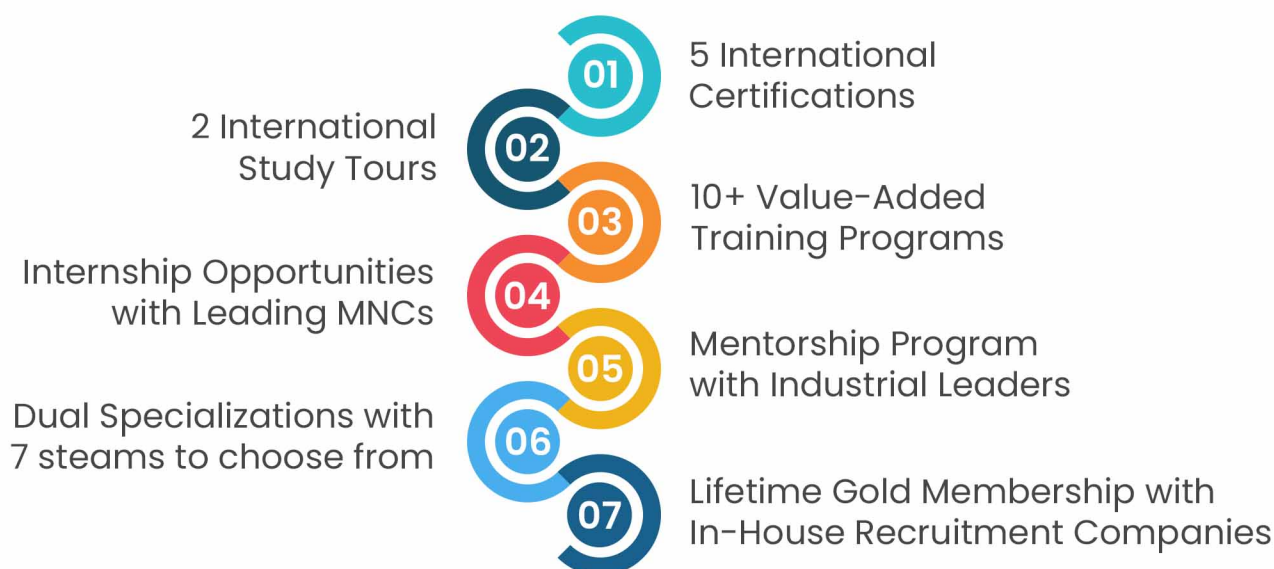 01
5 International
Certifications
02
2 International
Study Tours
03
10+ Value-Added
Training Programs
04
Internship Opportunities
with Leading MNCs
05
Mentorship Program
with Industrial Leaders
06
Dual Specializations with
7 steams to choose from
07
Lifetime Gold Membership with
In-House Recruitment Companies